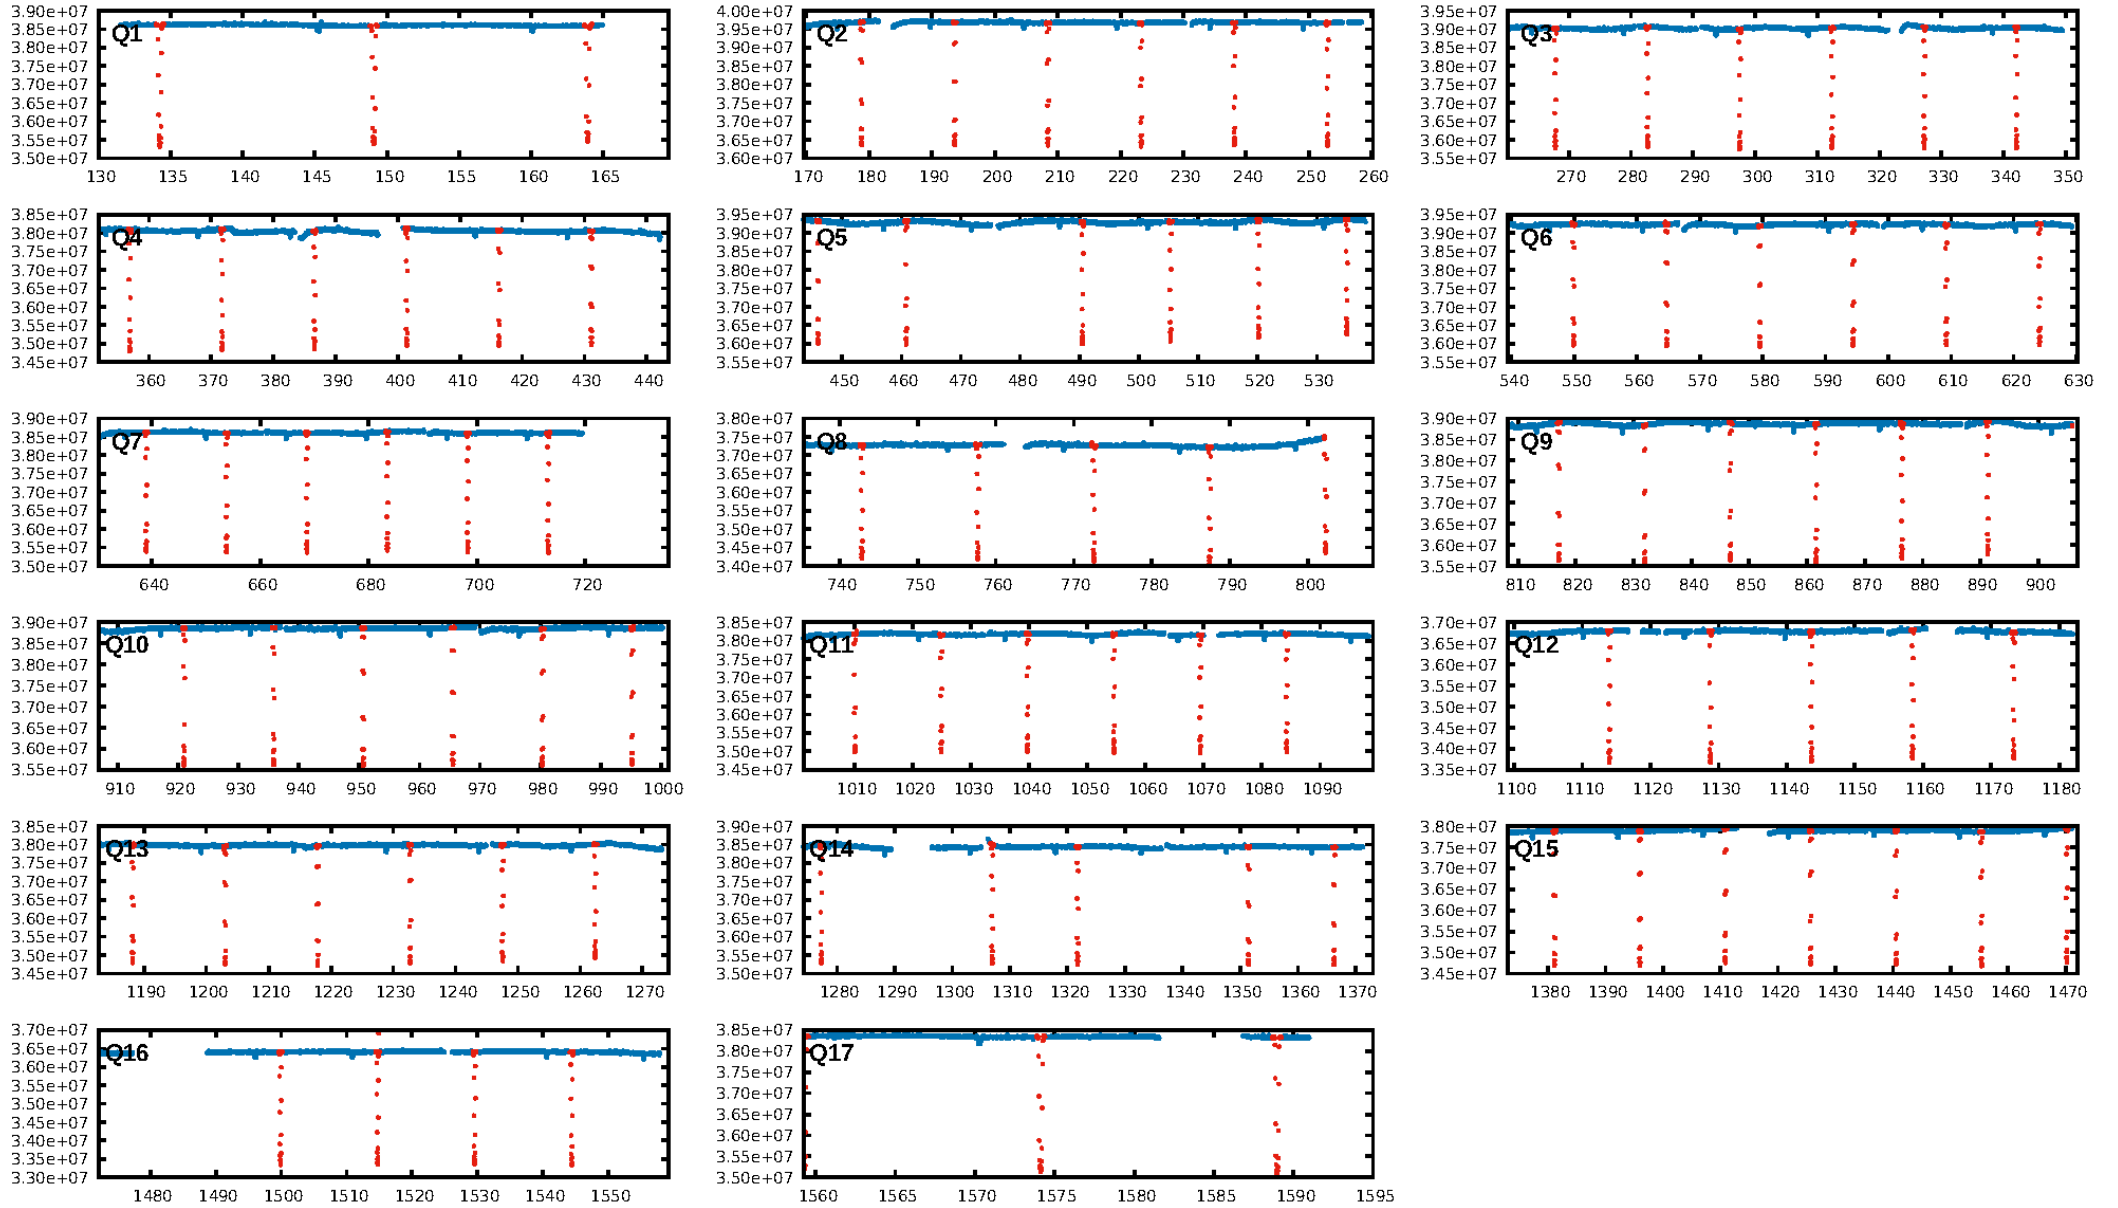 3.90e+07
3.85e+07
3.80e+07
3.75e+07
3.70e+07
3.65e+07
3.60e+07
3.55e+07
3.50e+07
Q1
130 135 140 145 150 155 160 165
4.00e+07
3.95e+07
3.90e+07
3.85e+07
3.80e+07
3.75e+07
3.70e+07
3.65e+07
3.60e+07
Q2
170 180 190 200 210 220 230 240 250 260
3.95e+07
3.90e+07
3.85e+07
3.80e+07
3.75e+07
3.70e+07
3.65e+07
3.60e+07
3.55e+07
Q3
270 280 290 300 310 320 330 340 350
3.85e+07
3.80e+07
3.75e+07
3.70e+07
3.65e+07
3.60e+07
3.55e+07
3.50e+07
3.45e+07
Q4
360 370 380 390 400 410 420 430 440
3.95e+07
3.90e+07
3.85e+07
3.80e+07
3.75e+07
3.70e+07
3.65e+07
3.60e+07
3.55e+07
Q5
450 460 470 480 490 500 510 520 530
3.95e+07
3.90e+07
3.85e+07
3.80e+07
3.75e+07
3.70e+07
3.65e+07
3.60e+07
3.55e+07
Q6
540 550 560 570 580 590 600 610 620 630
3.90e+07
3.85e+07
3.80e+07
3.75e+07
3.70e+07
3.65e+07
3.60e+07
3.55e+07
3.50e+07
Q7
640 660 680 700 720
3.80e+07
3.75e+07
3.70e+07
3.65e+07
3.60e+07
3.55e+07
3.50e+07
3.45e+07
3.40e+07
Q8
740 750 760 770 780 790 800
3.90e+07
3.85e+07
3.80e+07
3.75e+07
3.70e+07
3.65e+07
3.60e+07
3.55e+07
Q9
810 820 830 840 850 860 870 880 890 900
3.90e+07
3.85e+07
3.80e+07
3.75e+07
3.70e+07
3.65e+07
3.60e+07
3.55e+07
Q10
910 920 930 940 950 960 970 980 990 1000
3.85e+07
3.80e+07
3.75e+07
3.70e+07
3.65e+07
3.60e+07
3.55e+07
3.50e+07
3.45e+07
Q11
1010 1020 1030 1040 1050 1060 1070 1080 1090
3.70e+07
3.65e+07
3.60e+07
3.55e+07
3.50e+07
3.45e+07
3.40e+07
3.35e+07
Q12
1100 1110 1120 1130 1140 1150 1160 1170 1180
3.85e+07
3.80e+07
3.75e+07
3.70e+07
3.65e+07
3.60e+07
3.55e+07
3.50e+07
3.45e+07
Q13
1190 1200 1210 1220 1230 1240 1250 1260 1270
3.90e+07
3.85e+07
3.80e+07
3.75e+07
3.70e+07
3.65e+07
3.60e+07
3.55e+07
3.50e+07
Q14
1280 1290 1300 1310 1320 1330 1340 1350 1360 1370
3.80e+07
3.75e+07
3.70e+07
3.65e+07
3.60e+07
3.55e+07
3.50e+07
3.45e+07
Q15
1380 1390 1400 1410 1420 1430 1440 1450 1460 1470
3.70e+07
3.65e+07
3.60e+07
3.55e+07
3.50e+07
3.45e+07
3.40e+07
3.35e+07
3.30e+07
Q16
1480 1490 1500 1510 1520 1530 1540 1550
3.85e+07
3.80e+07
3.75e+07
3.70e+07
3.65e+07
3.60e+07
3.55e+07
3.50e+07
Q17
1560 1565 1570 1575 1580 1585 1590 1595